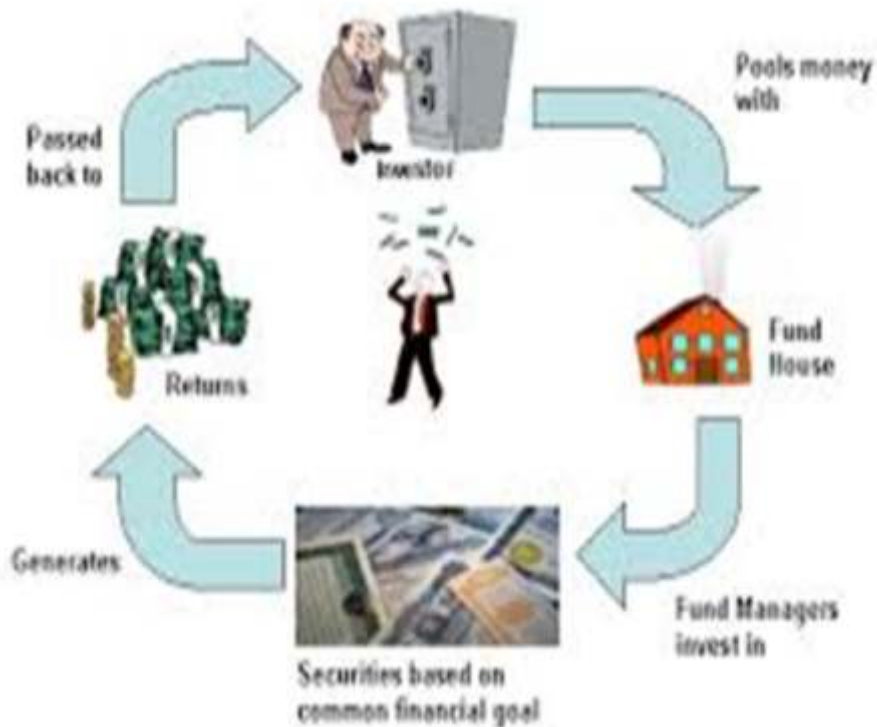 Investor
Pools money
with
Fund
House
Fund Managers
invest in
Securities based on
common financial goal
Generates
Returns
Passed
back to